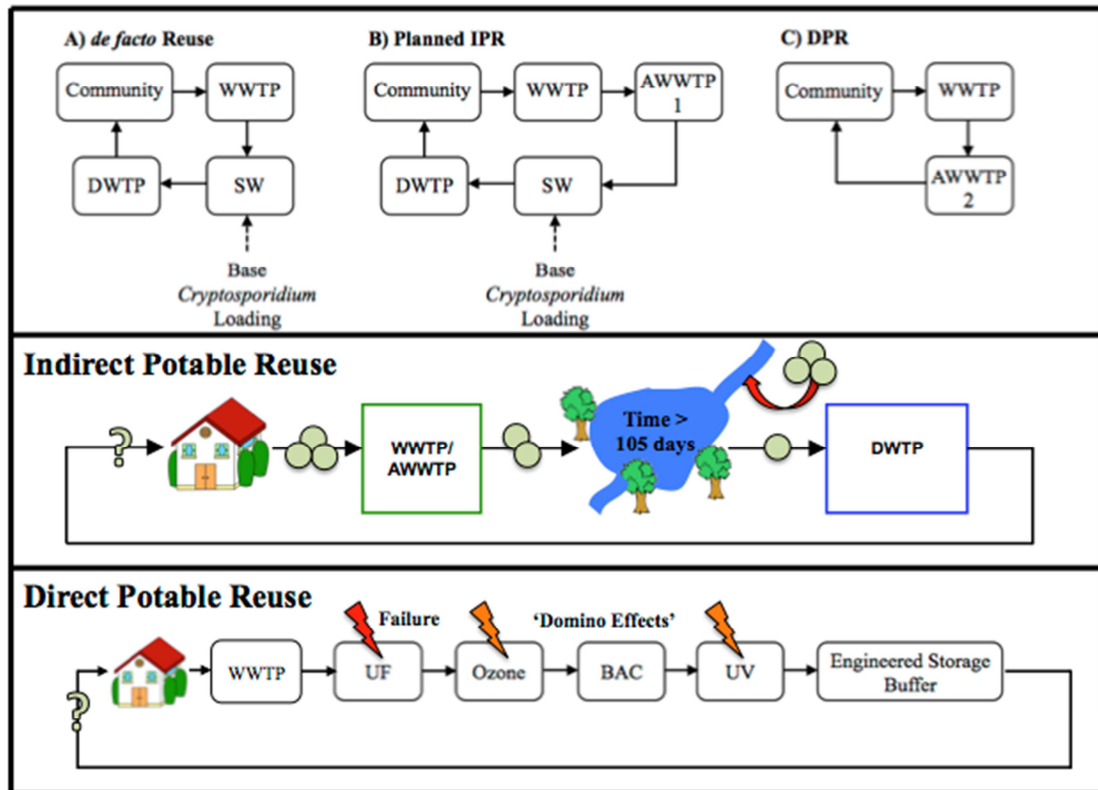 A) de facto Reuse
Community
WWTP
DWTP
SW
Base
Cryptosporidium
Loading
B) Planned IPR
Community
WWTP
AWWTP
1
DWTP
SW
Base
Cryptosporidium
Loading
C) DPR
Community
WWTP
AWWTP
2
Indirect Potable Reuse
?
WWTP/
AWWTP
Time >
105 days
DWTP
Direct Potable Reuse
Failure
'Domino Effects'
?
WWTP
UF
Ozone
BAC
UV
Engineered Storage
Buffer